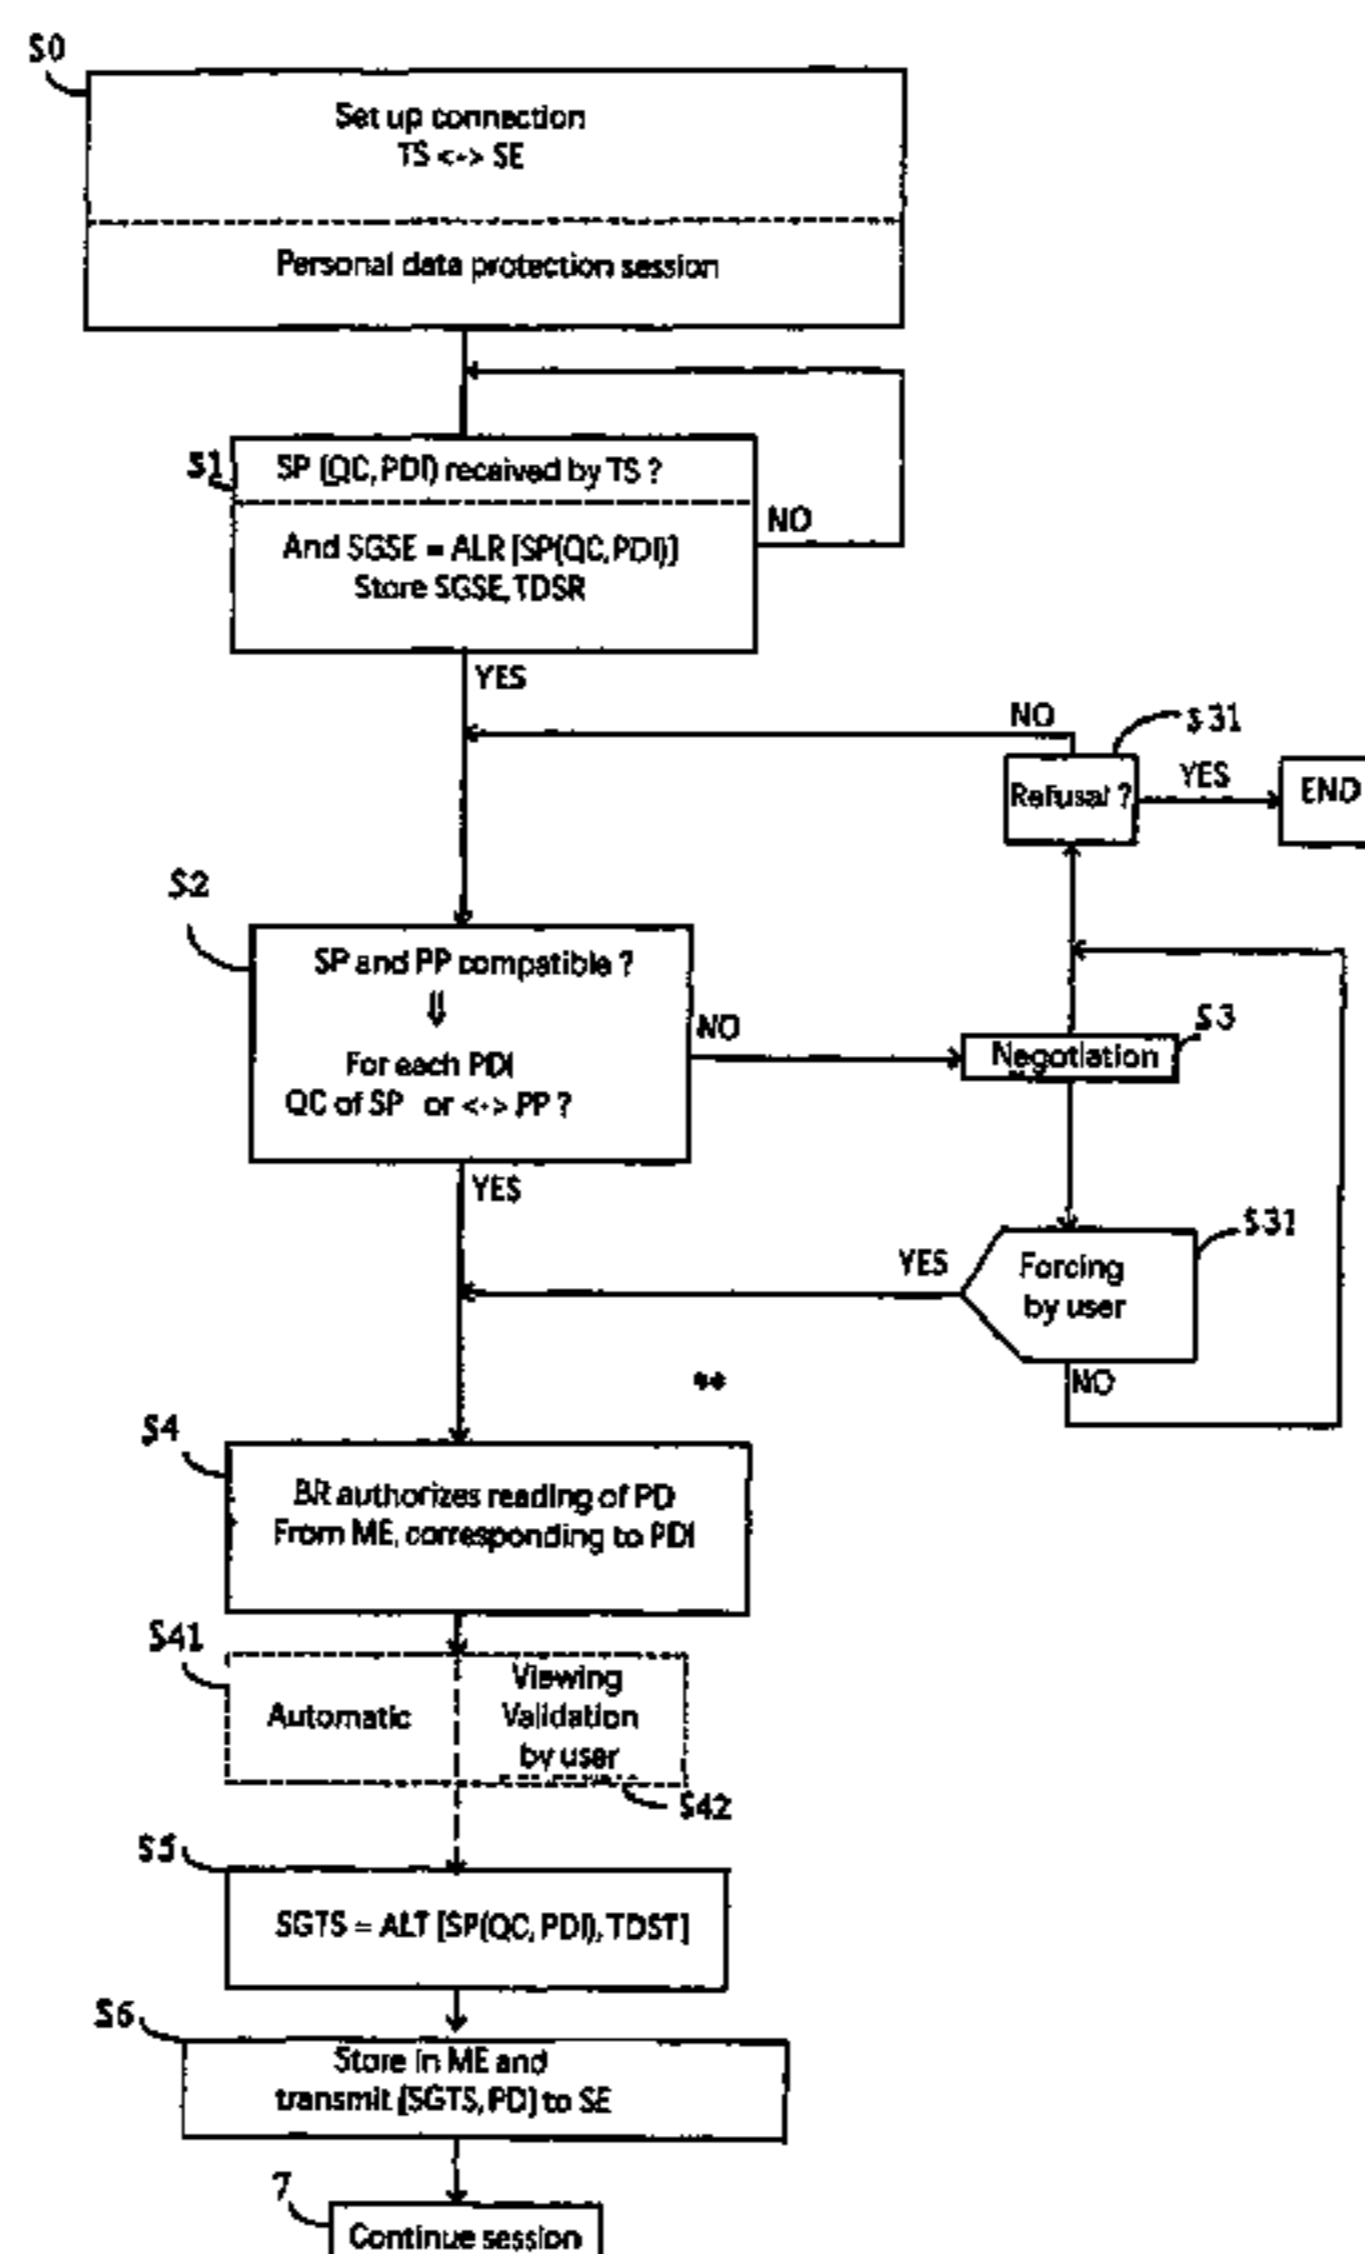 S0
Set up connection
TS <-> SE
Personal data protection session
S1
SP (QC, PDI) received by TS ?
NO
And SGSE = ALR [SP(QC, PDI)]
Store SGSE, TDSR
YES
NO
S31
Refusal ?
YES
END
S2
SP and PP compatible ?
⇓
For each PDI
QC of SP or <-> PP ?
NO
S3
Negotiation
YES
S31
YES
Forcing
by user
NO
**
S4
BR authorizes reading of PD
From ME, corresponding to PDI
S41
Automatic
Viewing
Validation
by user
S42
S5
SGTS = ALT [SP(QC, PDI), TDST]
S6
Store in ME and
transmit (SGTS, PD) to SE
7
Continue session